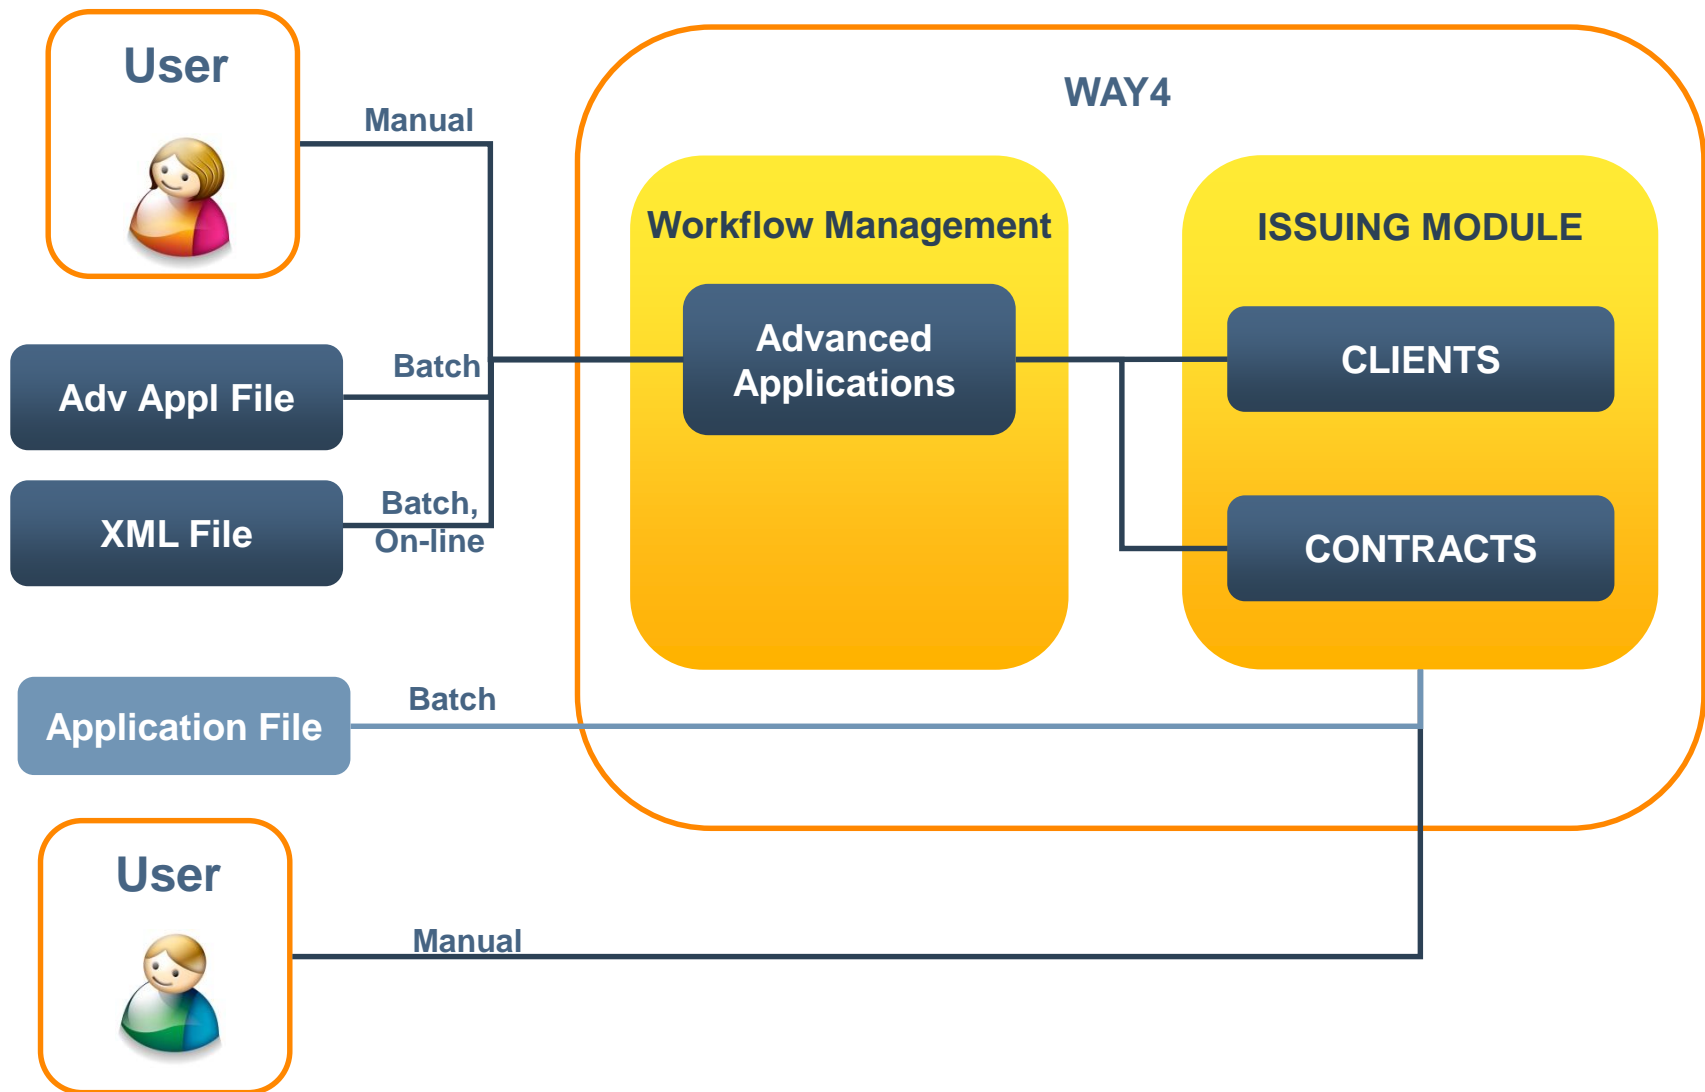 User
Manual
WAY4
Workflow Management
ISSUING MODULE
Advanced
Applications
CLIENTS
Batch
Adv Appl File
Batch,
On-line
XML File
CONTRACTS
Batch
Application File
User
Manual